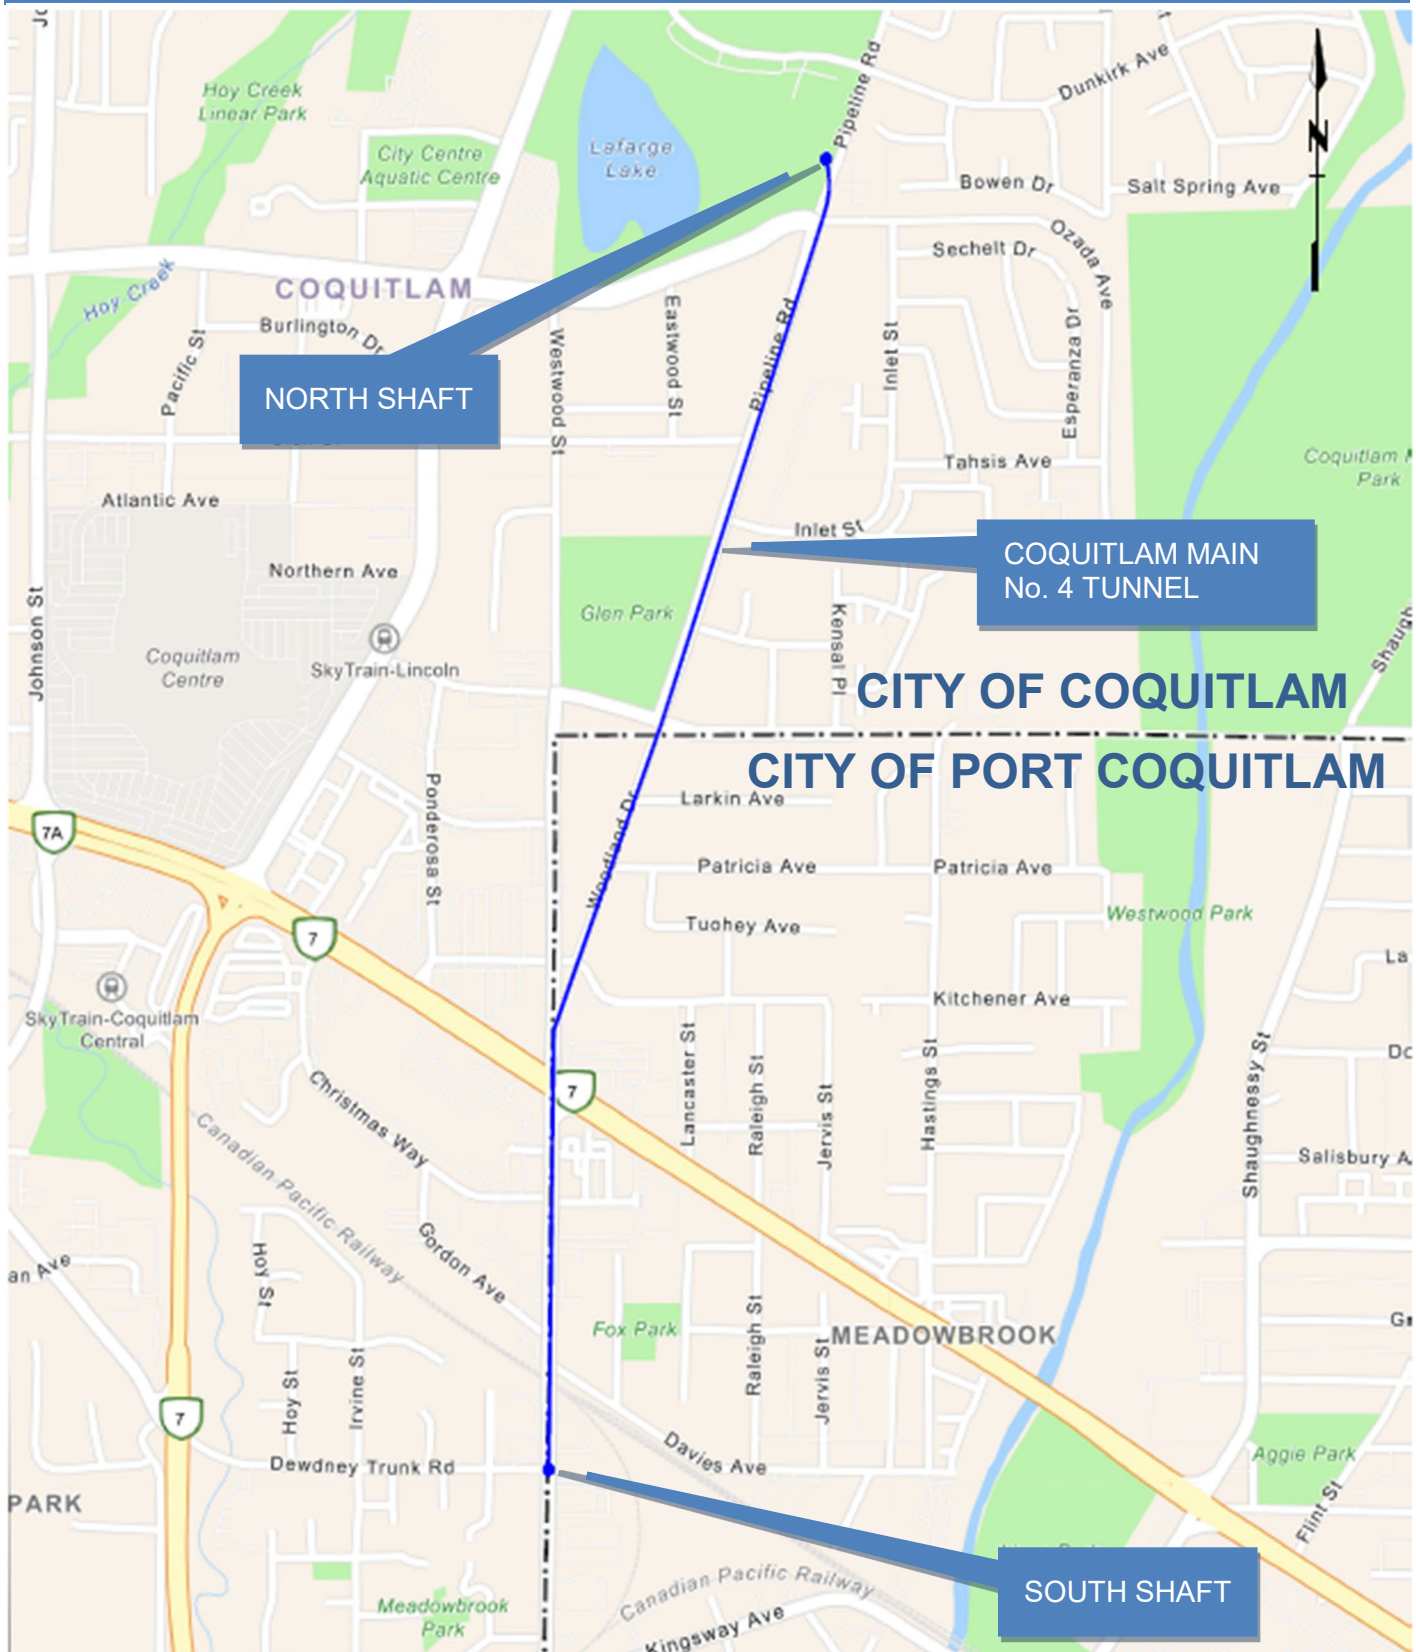 Pipeline Rd
Dunkirk Ave
Hoy Creek
Linear Park
City Centre
Aquatic Centre
Lafarge
Lake
N
Bowen Dr
Salt Spring Ave
Ozada Ave
Sechelt Dr
Hoy Creek
COQUITLAM
Burlington Dr
Pacific St
Westwood St
Eastwood St
Pipeline Rd
Inlet St
Esperanza Dr
NORTH SHAFT
Tahsis Ave
Coquitlam
Park
Atlantic Ave
Inlet St
COQUITLAM MAIN
No. 4 TUNNEL
Northern Ave
Johnson St
Glen Park
Kensal Pl
Coquitlam
Centre
SkyTrain-Lincoln
Shaugh
CITY OF COQUITLAM
CITY OF PORT COQUITLAM
Ponderosa St
Woodland Dr
Larkin Ave
7A
Patricia Ave
Patricia Ave
Tuohey Ave
Westwood Park
7
La
SkyTrain-Coquitlam
Central
Kitchener Ave
Lancaster St
Raleigh St
Jervis St
Hastings St
Shaughnessy St
Do
7
Christmas Way
Canadian Pacific Railway
Salisbury A
Gordon Ave
an Ave
Hoy St
Fox Park
Raleigh St
Jervis St
MEADOWBROOK
Hoy St
Irvine St
7
Dewdney Trunk Rd
Davies Ave
Aggie Park
Flint St
PARK
SOUTH SHAFT
Meadowbrook
Park
Canadian Pacific Railway
Kingsway Ave